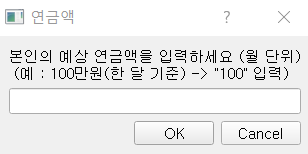 연금액
?
본인의 예상 연금액을 입력하세요 (월 단위)
(예 : 100만원(한 달 기준) -> "100" 입력)
OK Cancel